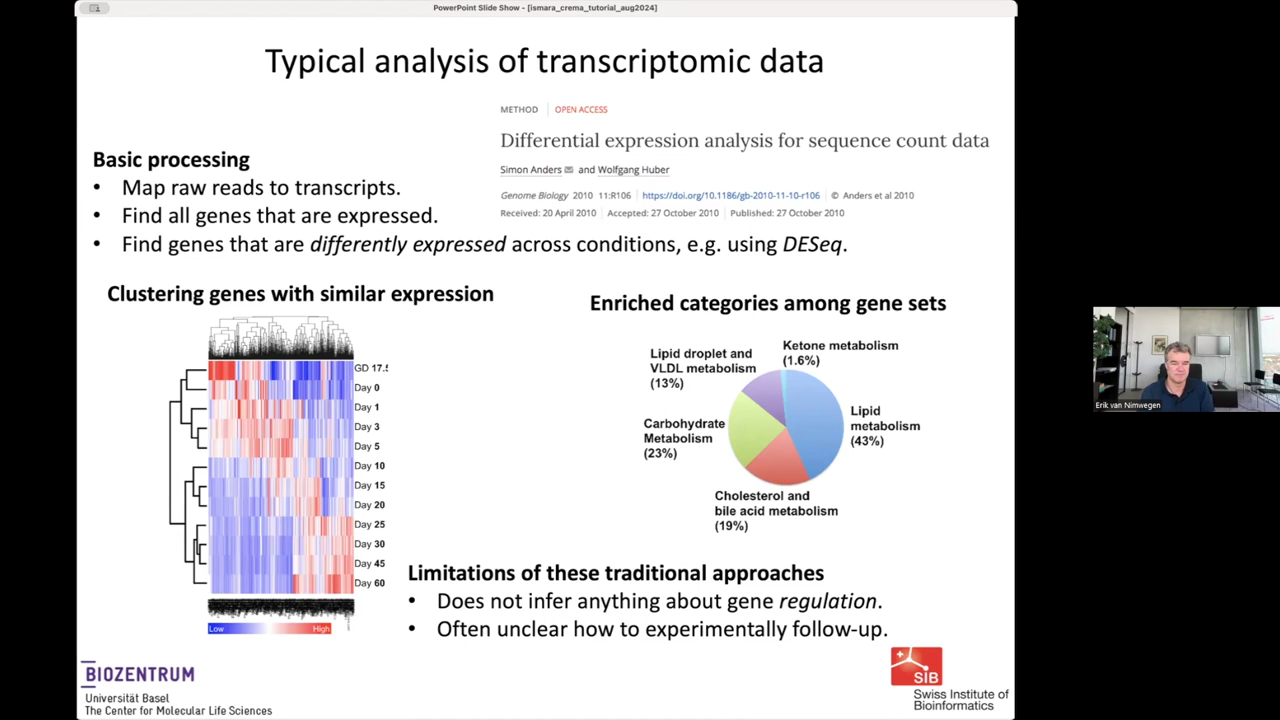 PowerPoint Slide Show - [ismara_crema_tutorial_aug2024]
Typical analysis of transcriptomic data
METHOD | OPEN ACCESS
Differential expression analysis for sequence count data
Simon Anders and Wolfgang Huber
Genome Biology 2010 11:R106 | https://doi.org/10.1186/gb-2010-11-10-r106 | © Anders et al 2010
Received: 20 April 2010 | Accepted: 27 October 2010 | Published: 27 October 2010
Basic processing
• Map raw reads to transcripts.
• Find all genes that are expressed.
• Find genes that are differently expressed across conditions, e.g. using DESeq.
Clustering genes with similar expression
GD 17.5
Day 0
Day 1
Day 3
Day 5
Day 10
Day 15
Day 20
Day 25
Day 30
Day 45
Day 60
Low
High
Enriched categories among gene sets
Ketone metabolism
(1.6%)
Lipid droplet and
VLDL metabolism
(13%)
Lipid
metabolism
(43%)
Carbohydrate
Metabolism
(23%)
Cholesterol and
bile acid metabolism
(19%)
Limitations of these traditional approaches
• Does not infer anything about gene regulation.
• Often unclear how to experimentally follow-up.
BIOZENTRUM
Universität Basel
The Center for Molecular Life Sciences
SIB
Swiss Institute of
Bioinformatics
Erik van Nimwegen